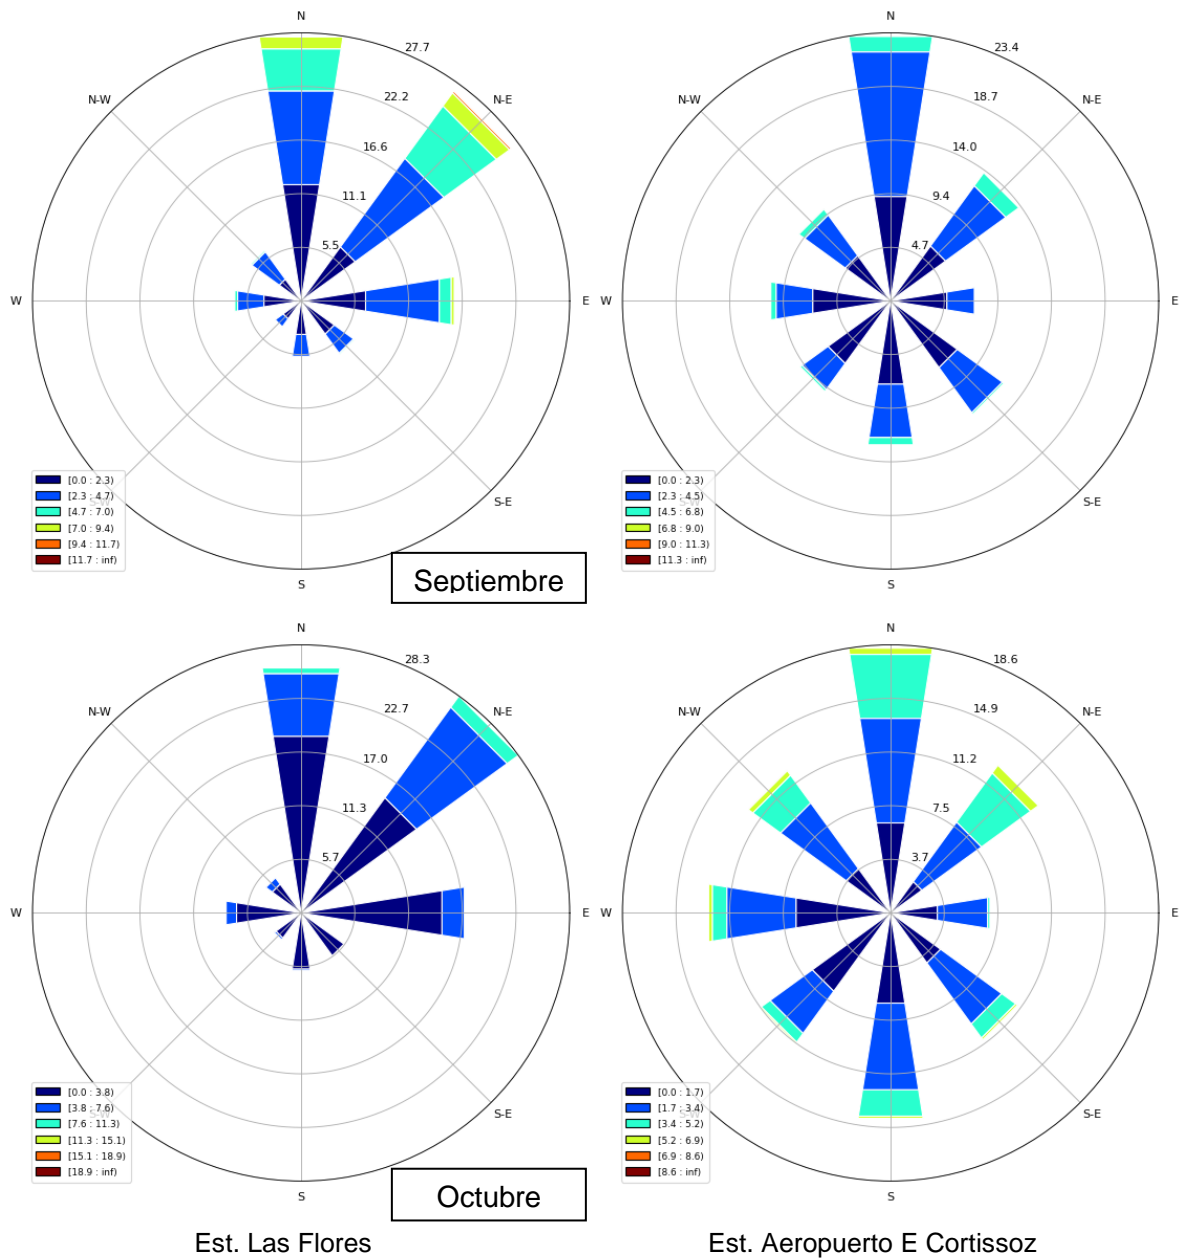 N
27.7
22.2
16.6
11.1
5.5
N-W
N-E
W
E
S-W
S-E
S
[0.0 : 2.3)
[2.3 : 4.7)
[4.7 : 7.0)
[7.0 : 9.4)
[9.4 : 11.7)
[11.7 : inf)
N
23.4
18.7
14.0
9.4
4.7
N-W
N-E
W
E
S-W
S-E
S
[0.0 : 2.3)
[2.3 : 4.5)
[4.5 : 6.8)
[6.8 : 9.0)
[9.0 : 11.3)
[11.3 : inf)
Septiembre
N
28.3
22.7
17.0
11.3
5.7
N-W
N-E
W
E
S-W
S-E
S
[0.0 : 3.8)
[3.8 : 7.6)
[7.6 : 11.3)
[11.3 : 15.1)
[15.1 : 18.9)
[18.9 : inf)
N
18.6
14.9
11.2
7.5
3.7
N-W
N-E
W
E
S-W
S-E
S
[0.0 : 1.7)
[1.7 : 3.4)
[3.4 : 5.2)
[5.2 : 6.9)
[6.9 : 8.6)
[8.6 : inf)
Octubre
Est. Las Flores
Est. Aeropuerto E Cortissoz